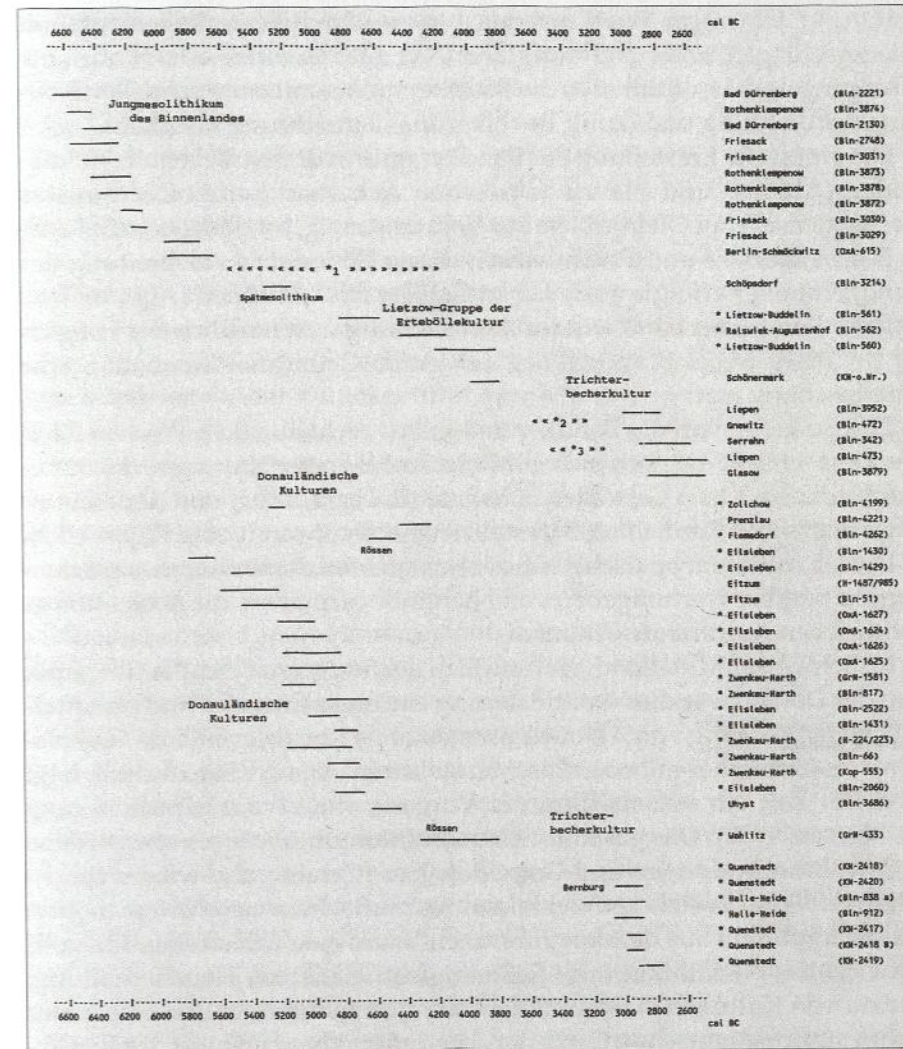 cal BC
6600 6400 6200 6000 5800 5600 5400 5200 5000 4800 4600 4400 4200 4000 3800 3600 3400 3200 3000 2800 2600
Bad Dürrenberg (Bln-2221)
Jungmesolithikum
Rothenklempenow (Bln-3874)
des Binnenlandes
Bad Dürrenberg (Bln-2130)
Friesack (Bln-2748)
Friesack (Bln-3031)
Rothenklempenow (Bln-3873)
Rothenklempenow (Bln-3878)
Rothenklempenow (Bln-3872)
Friesack (Bln-3030)
Friesack (Bln-3029)
Berlin-Schmöckwitz (OxA-615)
< < < < < < < < < *1 > > > > > > > > >
Schöpsdorf (Bln-3214)
Spätmesolithikum
Lietzow-Gruppe der
Erteböllekultur
* Lietzow-Buddelin (Bln-561)
* Ralswiek-Augustenhof (Bln-562)
* Lietzow-Buddelin (Bln-560)
Trichter-
becherkultur
Schönermark (KN-o.Nr.)
Liepen (Bln-3952)
< < *2 > >
Gnewitz (Bln-472)
Serrahn (Bln-342)
< < *3 > >
Liepen (Bln-473)
Glasow (Bln-3879)
Donauländische
Kulturen
* Zollchow (Bln-4199)
Prenzlau (Bln-4221)
* Flemsdorf (Bln-4262)
Rössen
* Eilsleben (Bln-1430)
* Eilsleben (Bln-1429)
Eitzum (H-1487/985)
Eitzum (Bln-51)
* Eilsleben (OxA-1627)
* Eilsleben (OxA-1624)
* Eilsleben (OxA-1626)
* Eilsleben (OxA-1625)
* Zwenkau-Harth (GrN-1581)
* Zwenkau-Harth (Bln-817)
Donauländische
Kulturen
* Eilsleben (Bln-2522)
* Eilsleben (Bln-1431)
* Zwenkau-Harth (H-224/223)
* Zwenkau-Harth (Bln-66)
* Zwenkau-Harth (Kop-555)
* Eilsleben (Bln-2060)
Uhyst (Bln-3686)
Trichter-
becherkultur
Rössen
* Wahlitz (GrN-433)
* Quenstedt (KN-2418)
* Quenstedt (KN-2420)
Bernburg
* Halle-Heide (Bln-838 a)
* Halle-Heide (Bln-912)
* Quenstedt (KN-2417)
* Quenstedt (KN-2418 B)
* Quenstedt (KN-2419)
6600 6400 6200 6000 5800 5600 5400 5200 5000 4800 4600 4400 4200 4000 3800 3600 3400 3200 3000 2800 2600
cal BC